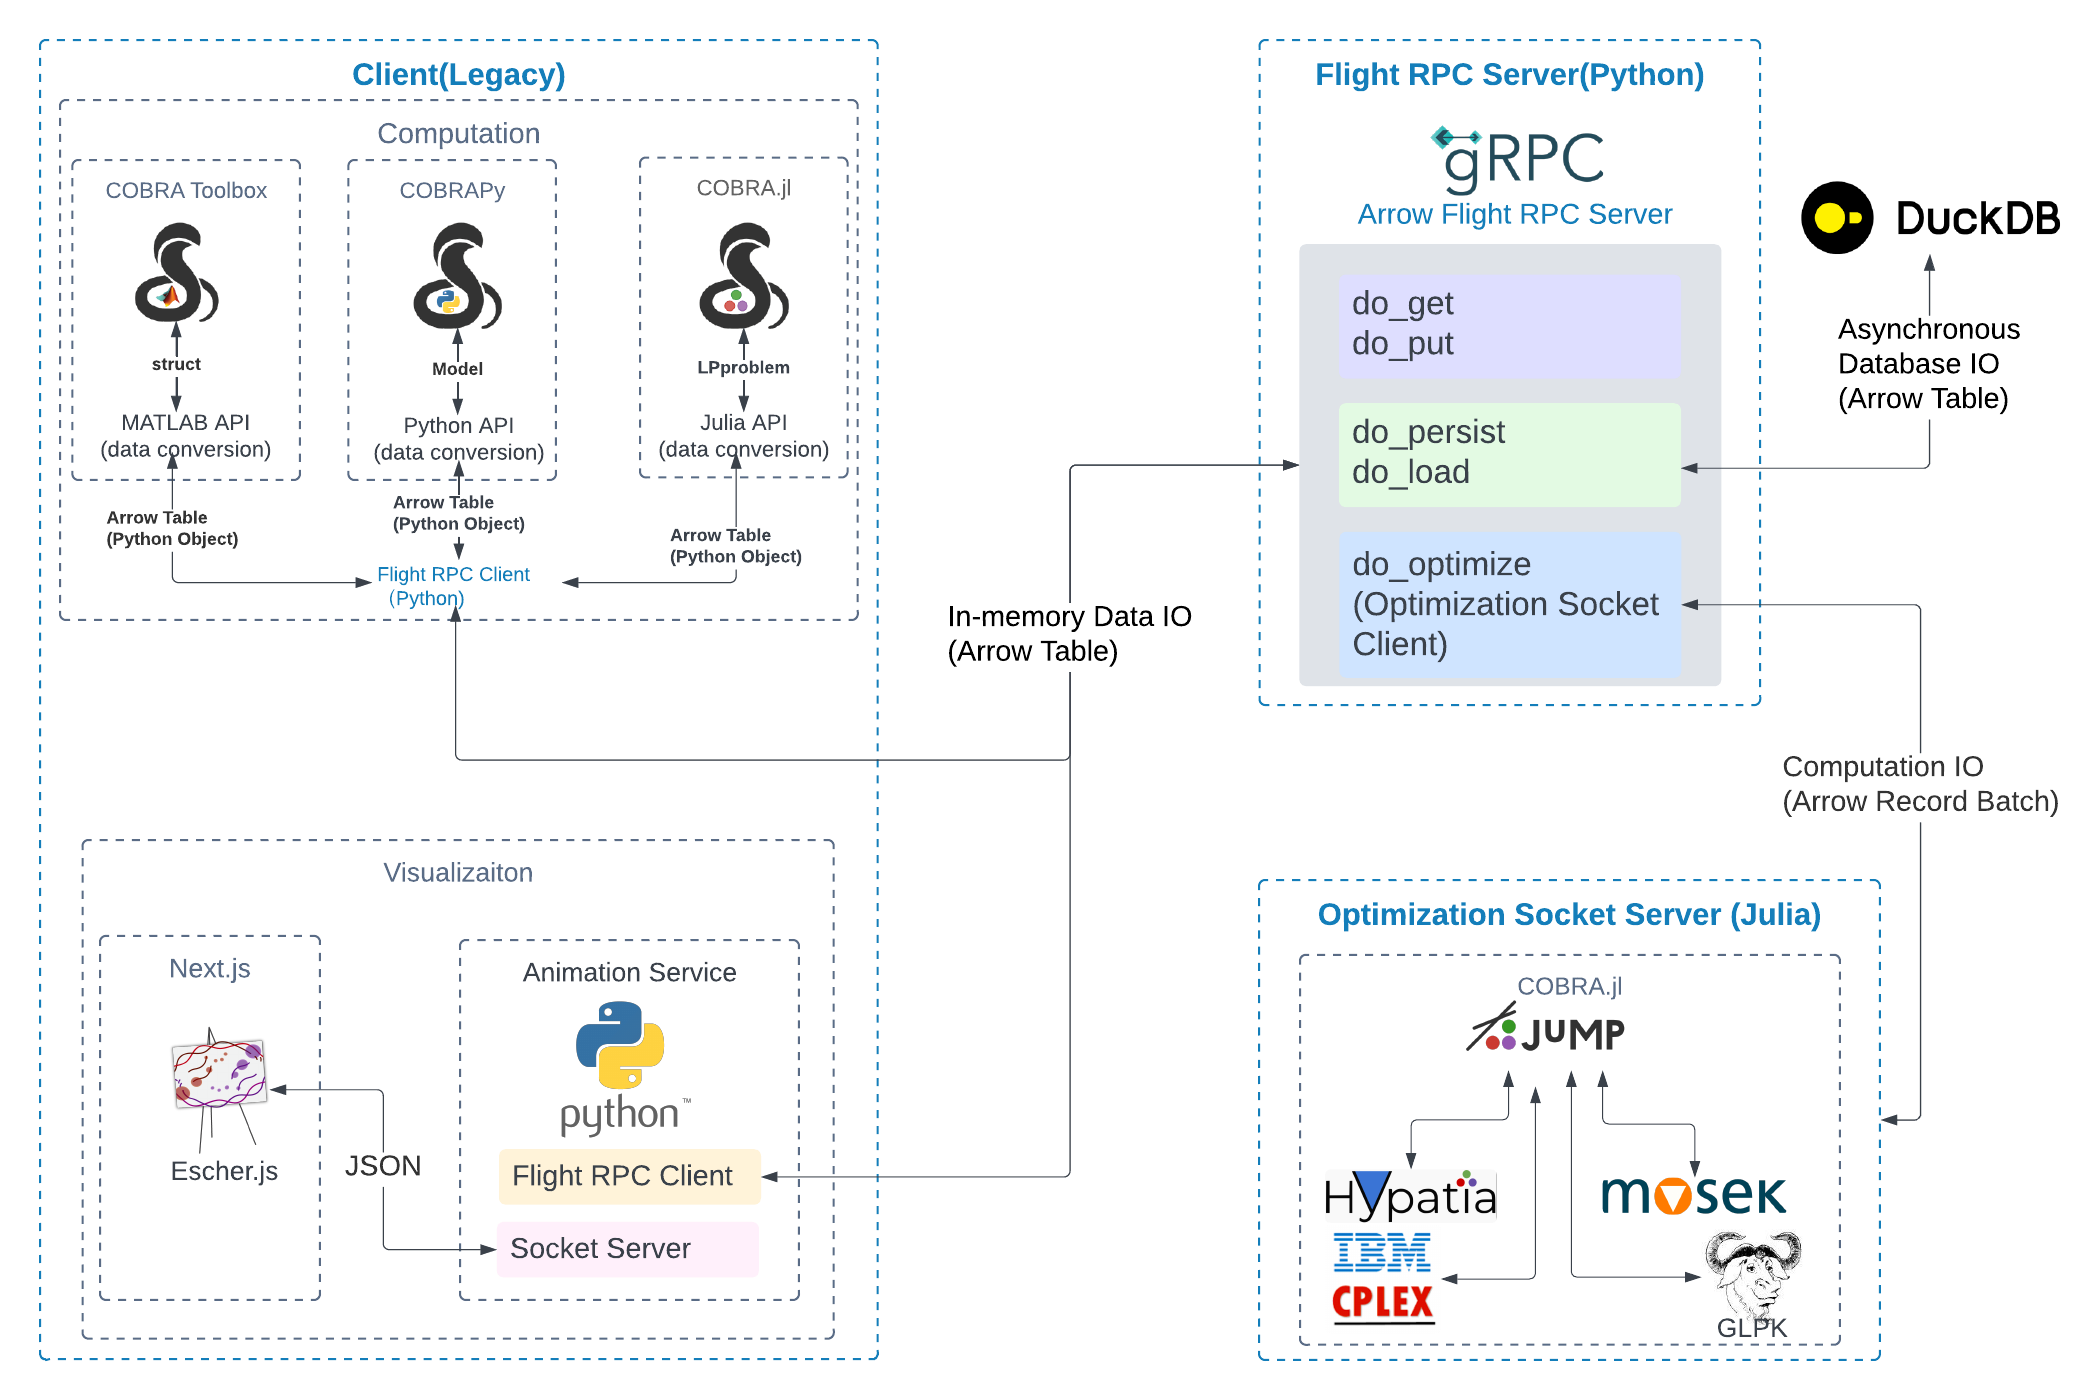 Client(Legacy)
Computation
COBRA Toolbox
struct
MATLAB API
(data conversion)
Arrow Table
(Python Object)
COBRAPy
Model
Python API
(data conversion)
Arrow Table
(Python Object)
COBRA.jl
LPproblem
Julia API
(data conversion)
Arrow Table
(Python Object)
Flight RPC Client
(Python)
Visualizaiton
Next.js
Escher.js
JSON
Animation Service
python™
Flight RPC Client
Socket Server
In-memory Data IO
(Arrow Table)
Flight RPC Server(Python)
gRPC
Arrow Flight RPC Server
do_get
do_put
do_persist
do_load
do_optimize
(Optimization Socket
Client)
DuckDB
Asynchronous
Database IO
(Arrow Table)
Computation IO
(Arrow Record Batch)
Optimization Socket Server (Julia)
COBRA.jl
JuMP
Hypatia
mosek
IBM
CPLEX
GLPK